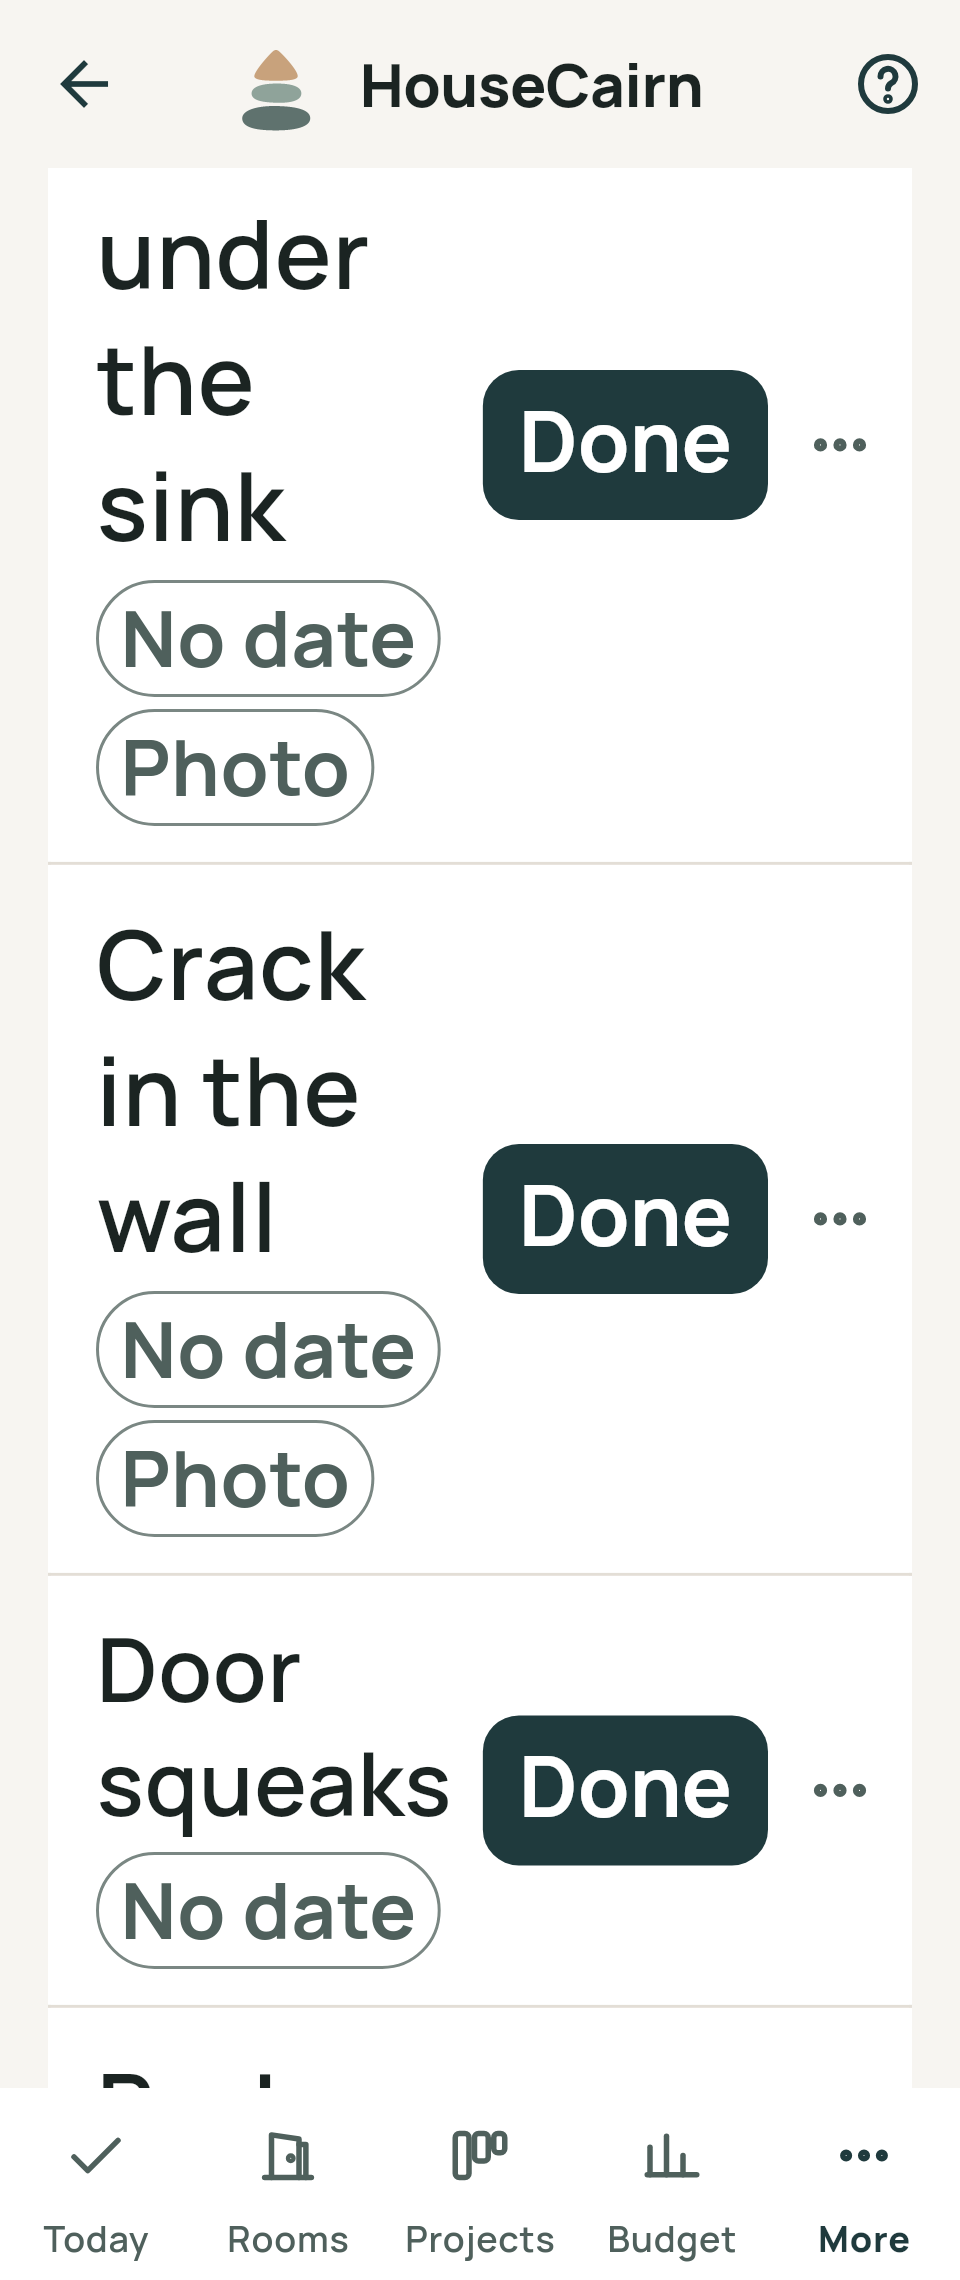 HouseCairn
under
the
sink
Done
No date
Photo
Crack
in the
wall
Done
No date
Photo
Door
squeaks
Done
No date
Today
Rooms
Projects
Budget
More